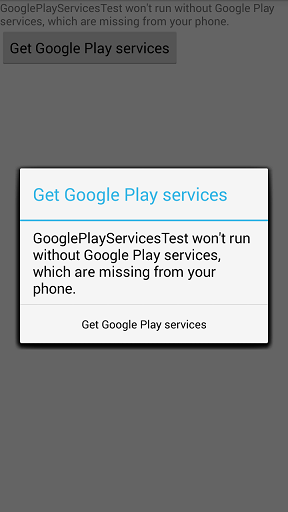 GooglePlayServicesTest won't run without Google Play
services, which are missing from your phone.
Get Google Play services
Get Google Play services
GooglePlayServicesTest won't run
without Google Play services,
which are missing from your
phone.
Get Google Play services